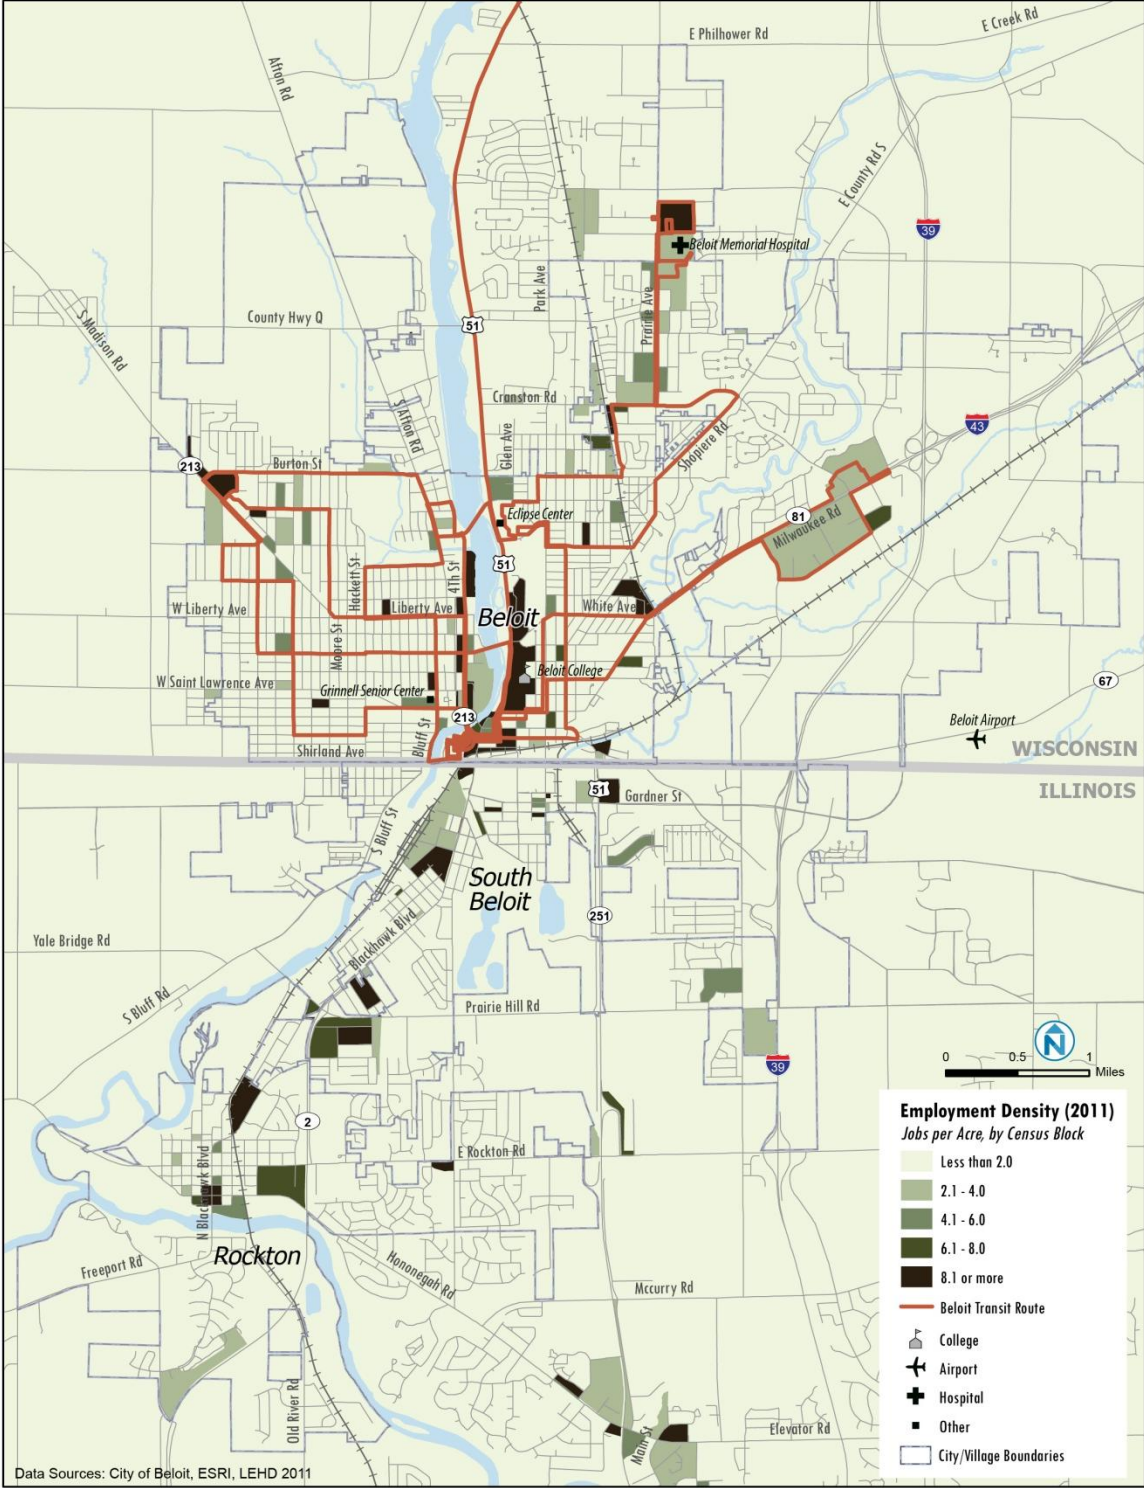 E Philhower Rd
E Creek Rd
Afton Rd
E County Rd S
39
Beloit Memorial Hospital
Park Ave
Prairie Ave
S Madison Rd
County Hwy Q
51
Cranston Rd
S Afton Rd
43
Glen Ave
Shopiere Rd
213
Burton St
Eclipse Center
81
Milwaukee Rd
51
Hackett St
4Th St
W Liberty Ave
Liberty Ave
Beloit
White Ave
Moore St
Beloit College
W Saint Lawrence Ave
Grinnell Senior Center
67
213
Bluff St
Beloit Airport
Shirland Ave
WISCONSIN
ILLINOIS
51
Gardner St
S Bluff St
South
Beloit
251
Blackhawk Blvd
Yale Bridge Rd
S Bluff Rd
Prairie Hill Rd
N
0 0.5 1
Miles
39
2
E Rockton Rd
N Blackhawk Blvd
Rockton
Freeport Rd
Hononegah Rd
Mccurry Rd
Old River Rd
Main St
Elevator Rd
Employment Density (2011)
Jobs per Acre, by Census Block
Less than 2.0
2.1 - 4.0
4.1 - 6.0
6.1 - 8.0
8.1 or more
Beloit Transit Route
College
Airport
Hospital
Other
City/Village Boundaries
Data Sources: City of Beloit, ESRI, LEHD 2011